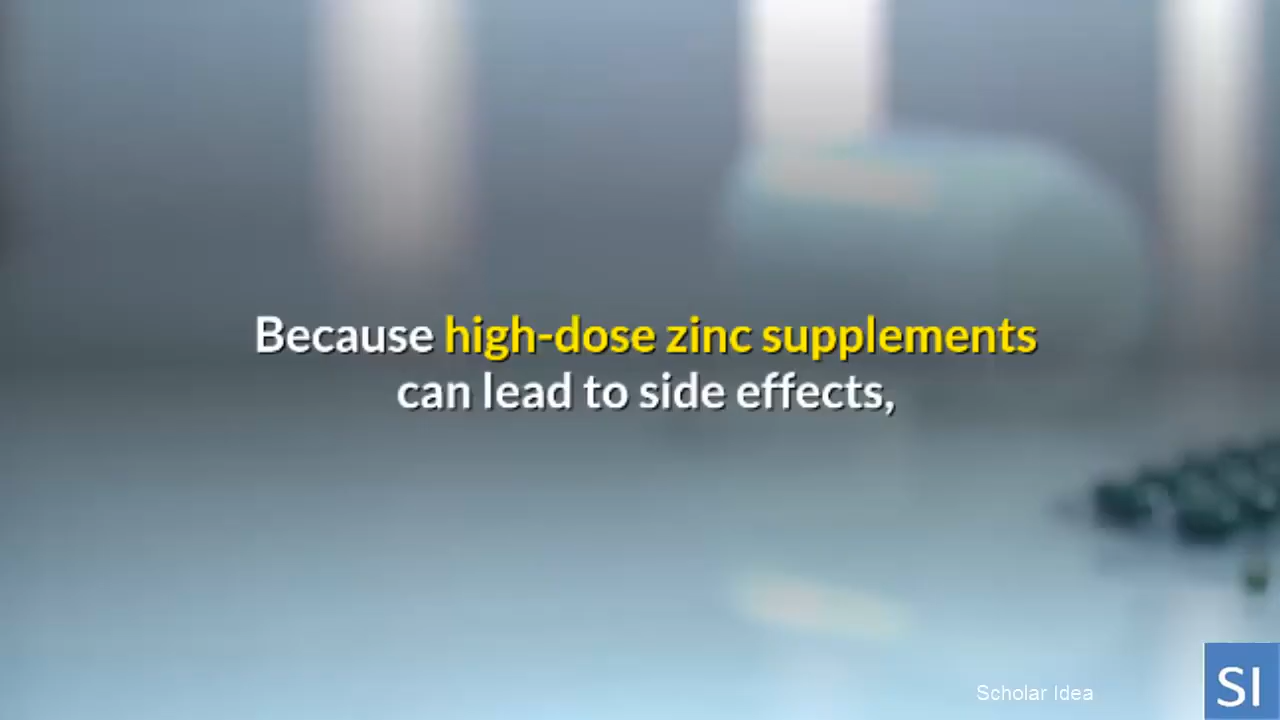 Because high-dose zinc supplements
can lead to side effects,
Scholar Idea
SI